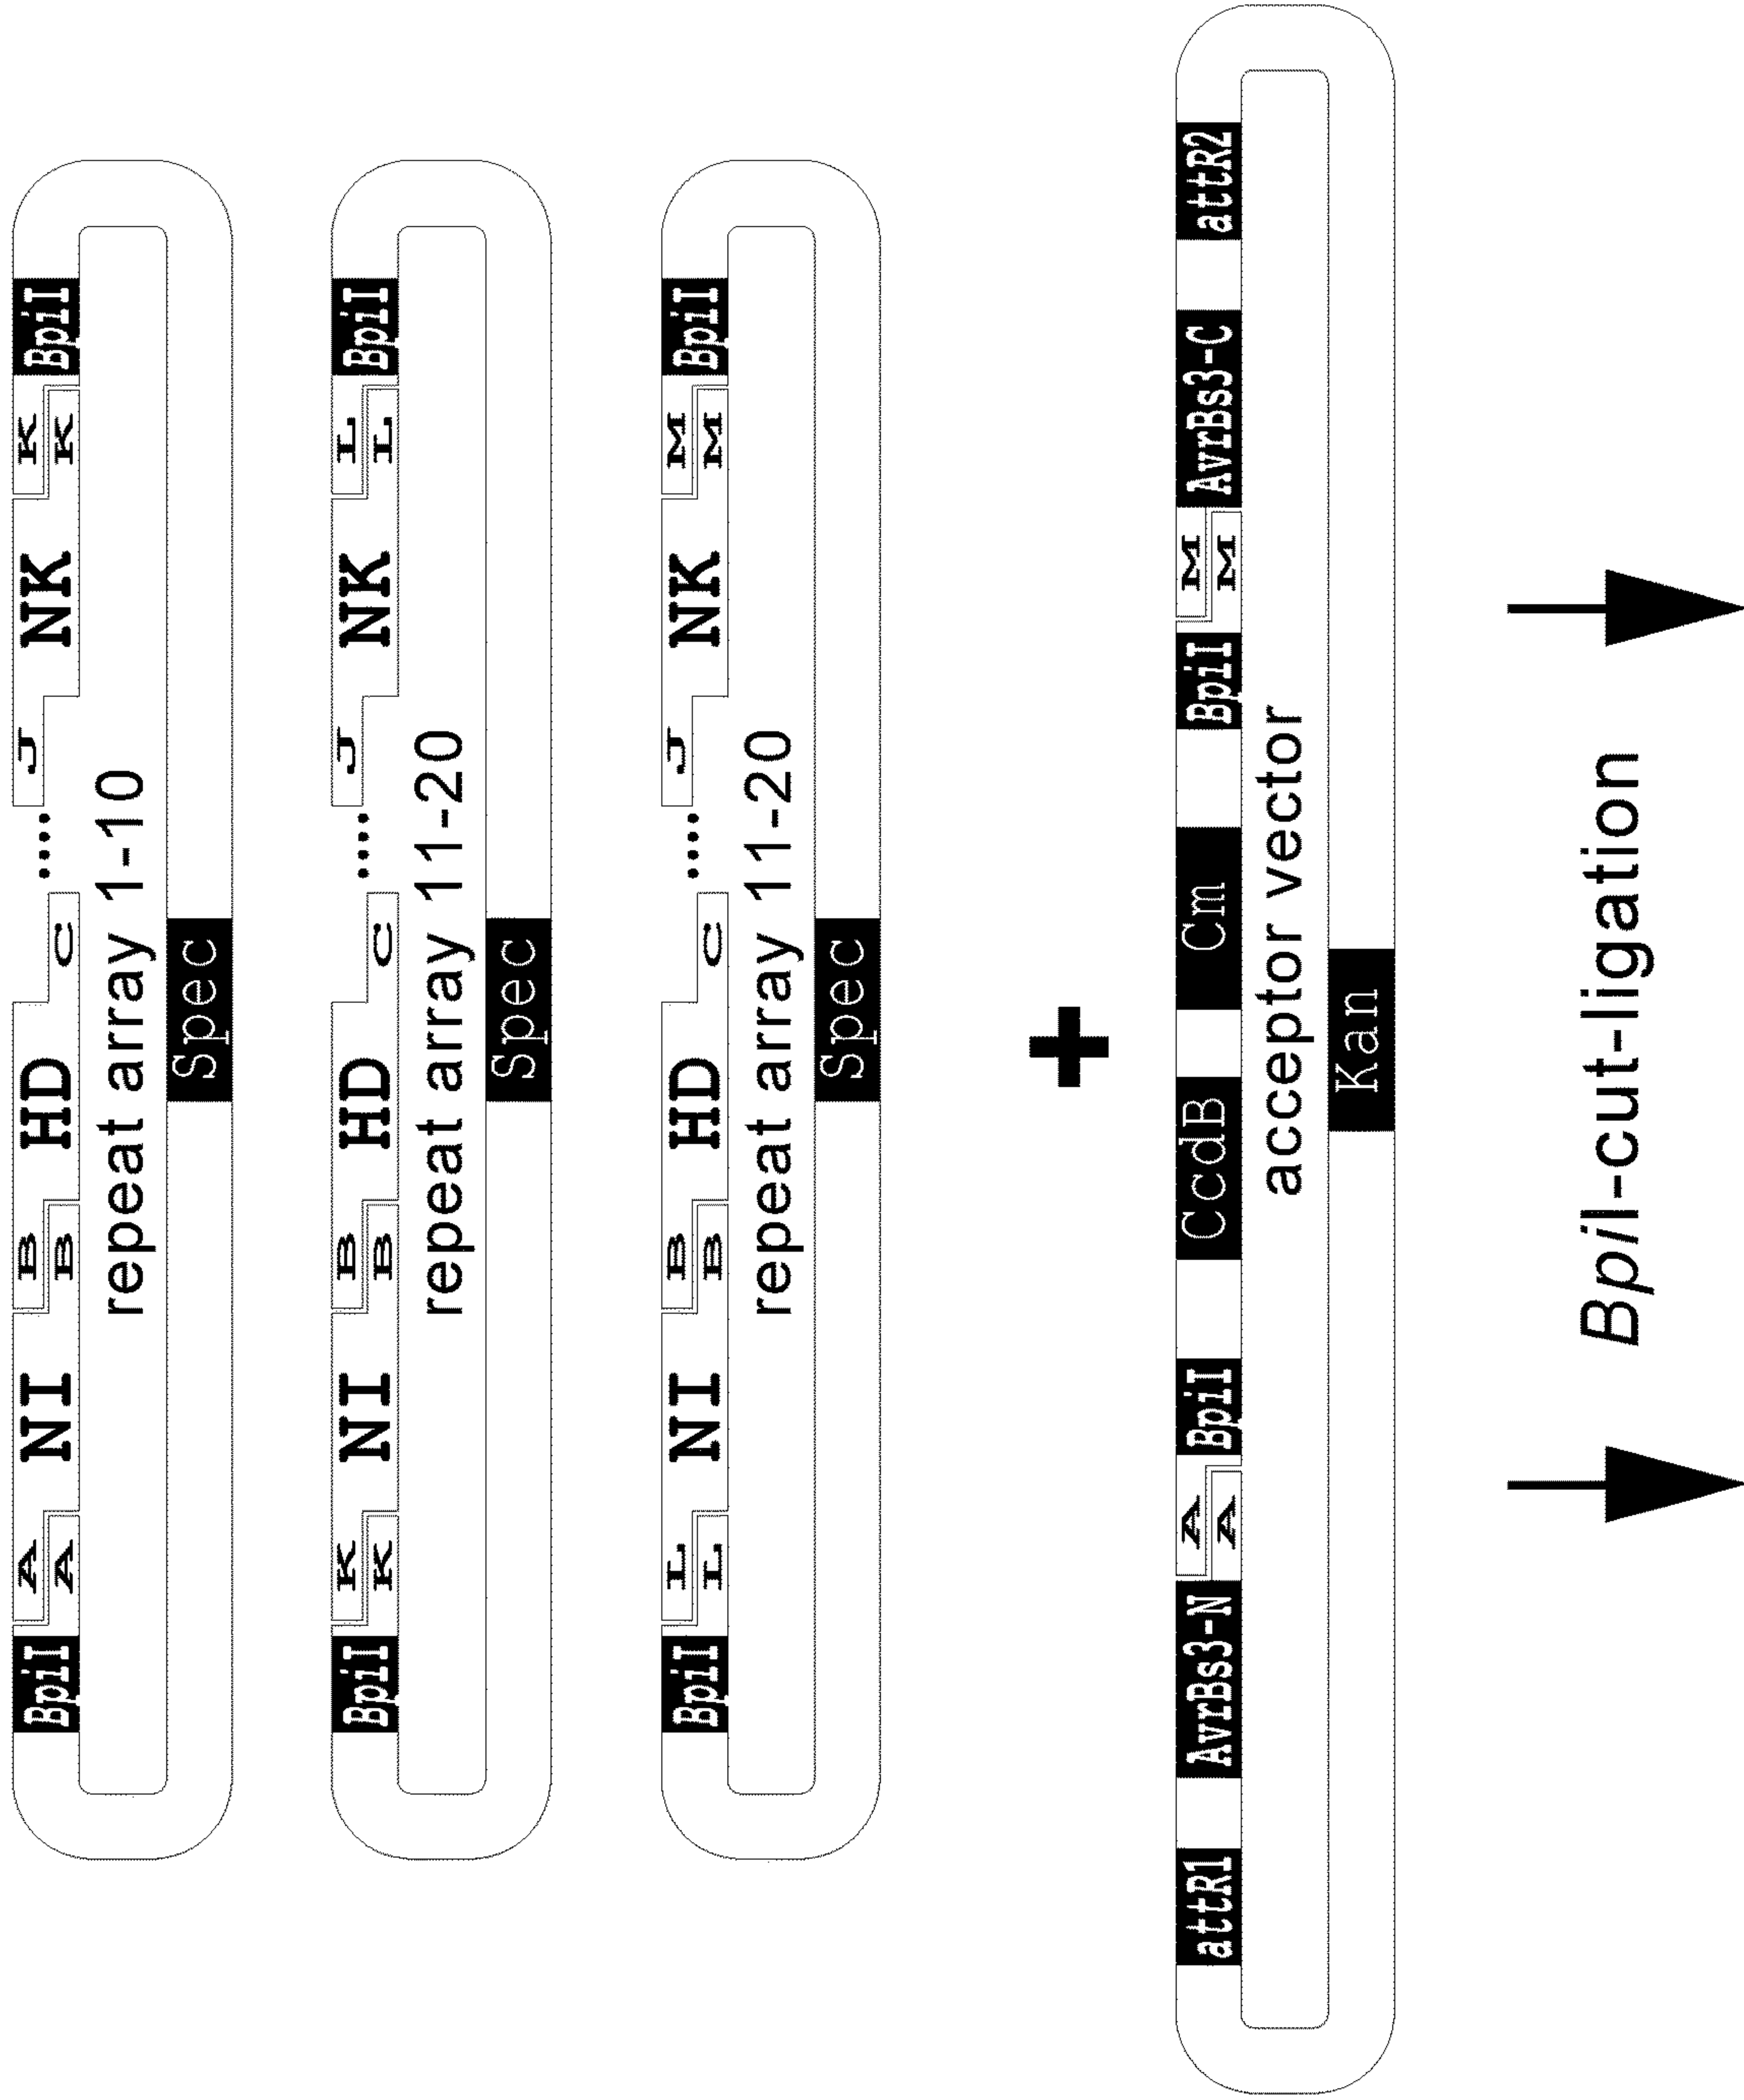 BpiI A A NI B B HD C .... J NK K K BpiI
repeat array 1-10
Spec
BpiI K K NI B B HD C .... J NK L L BpiI
repeat array 11-20
Spec
BpiI L L NI B B HD C .... J NK M M BpiI
repeat array 11-20
Spec
+
attR1 AvrBs3-N A A BpiI CcdB Cm BpiI M M AvrBs3-C attR2
acceptor vector
Kan
BpiI-cut-ligation